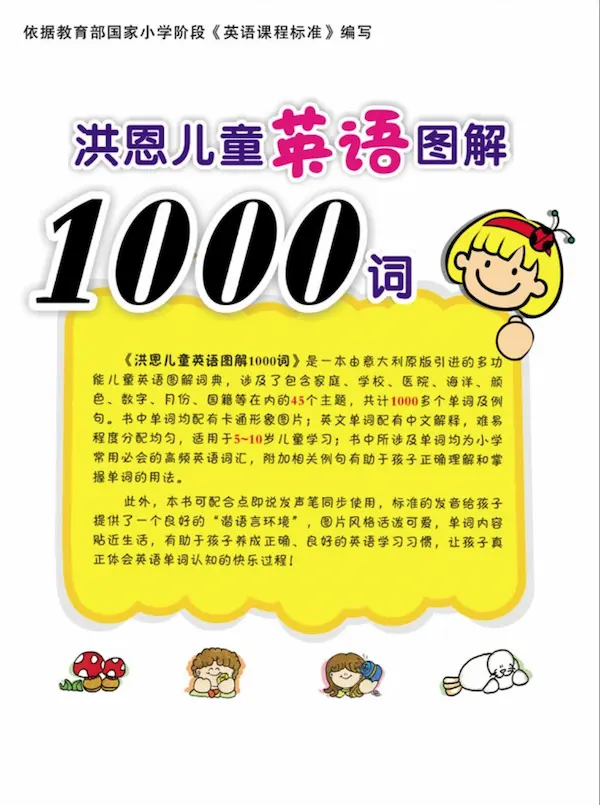 依据教育部国家小学阶段《英语课程标准》编写
洪恩儿童英语图解
1000词
《洪恩儿童英语图解1000词》是一本由意大利原版引进的多功
能儿童英语图解词典，涉及了包含家庭、学校、医院、海洋、颜
色、数字、月份、国籍等在内的45个主题，共计1000多个单词及例
句。书中单词均配有卡通形象图片；英文单词配有中文解释，难易
程度分配均匀，适用于5~10岁儿童学习；书中所涉及单词均为小学
常用必会的高频英语词汇，附加相关例句有助于孩子正确理解和掌
握单词的用法。
此外，本书可配合点即说发声笔同步使用，标准的发音给孩子
提供了一个良好的“谐语言环境”，图片风格活泼可爱，单词内容
贴近生活，有助于孩子养成正确、良好的英语学习习惯，让孩子真
正体会英语单词认知的快乐过程！